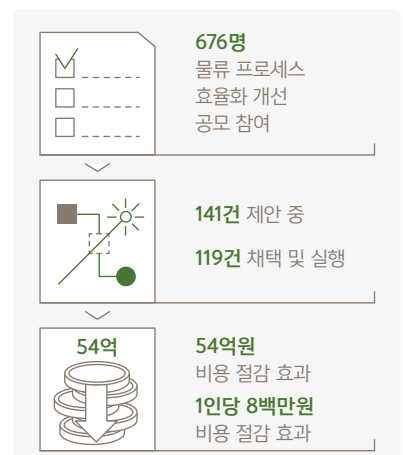 676명
물류 프로세스
효율화 개선
공모 참여
141건 제안 중
119건 채택 및 실행
54억
54억원
비용 절감 효과
1인당 8백만원
비용 절감 효과